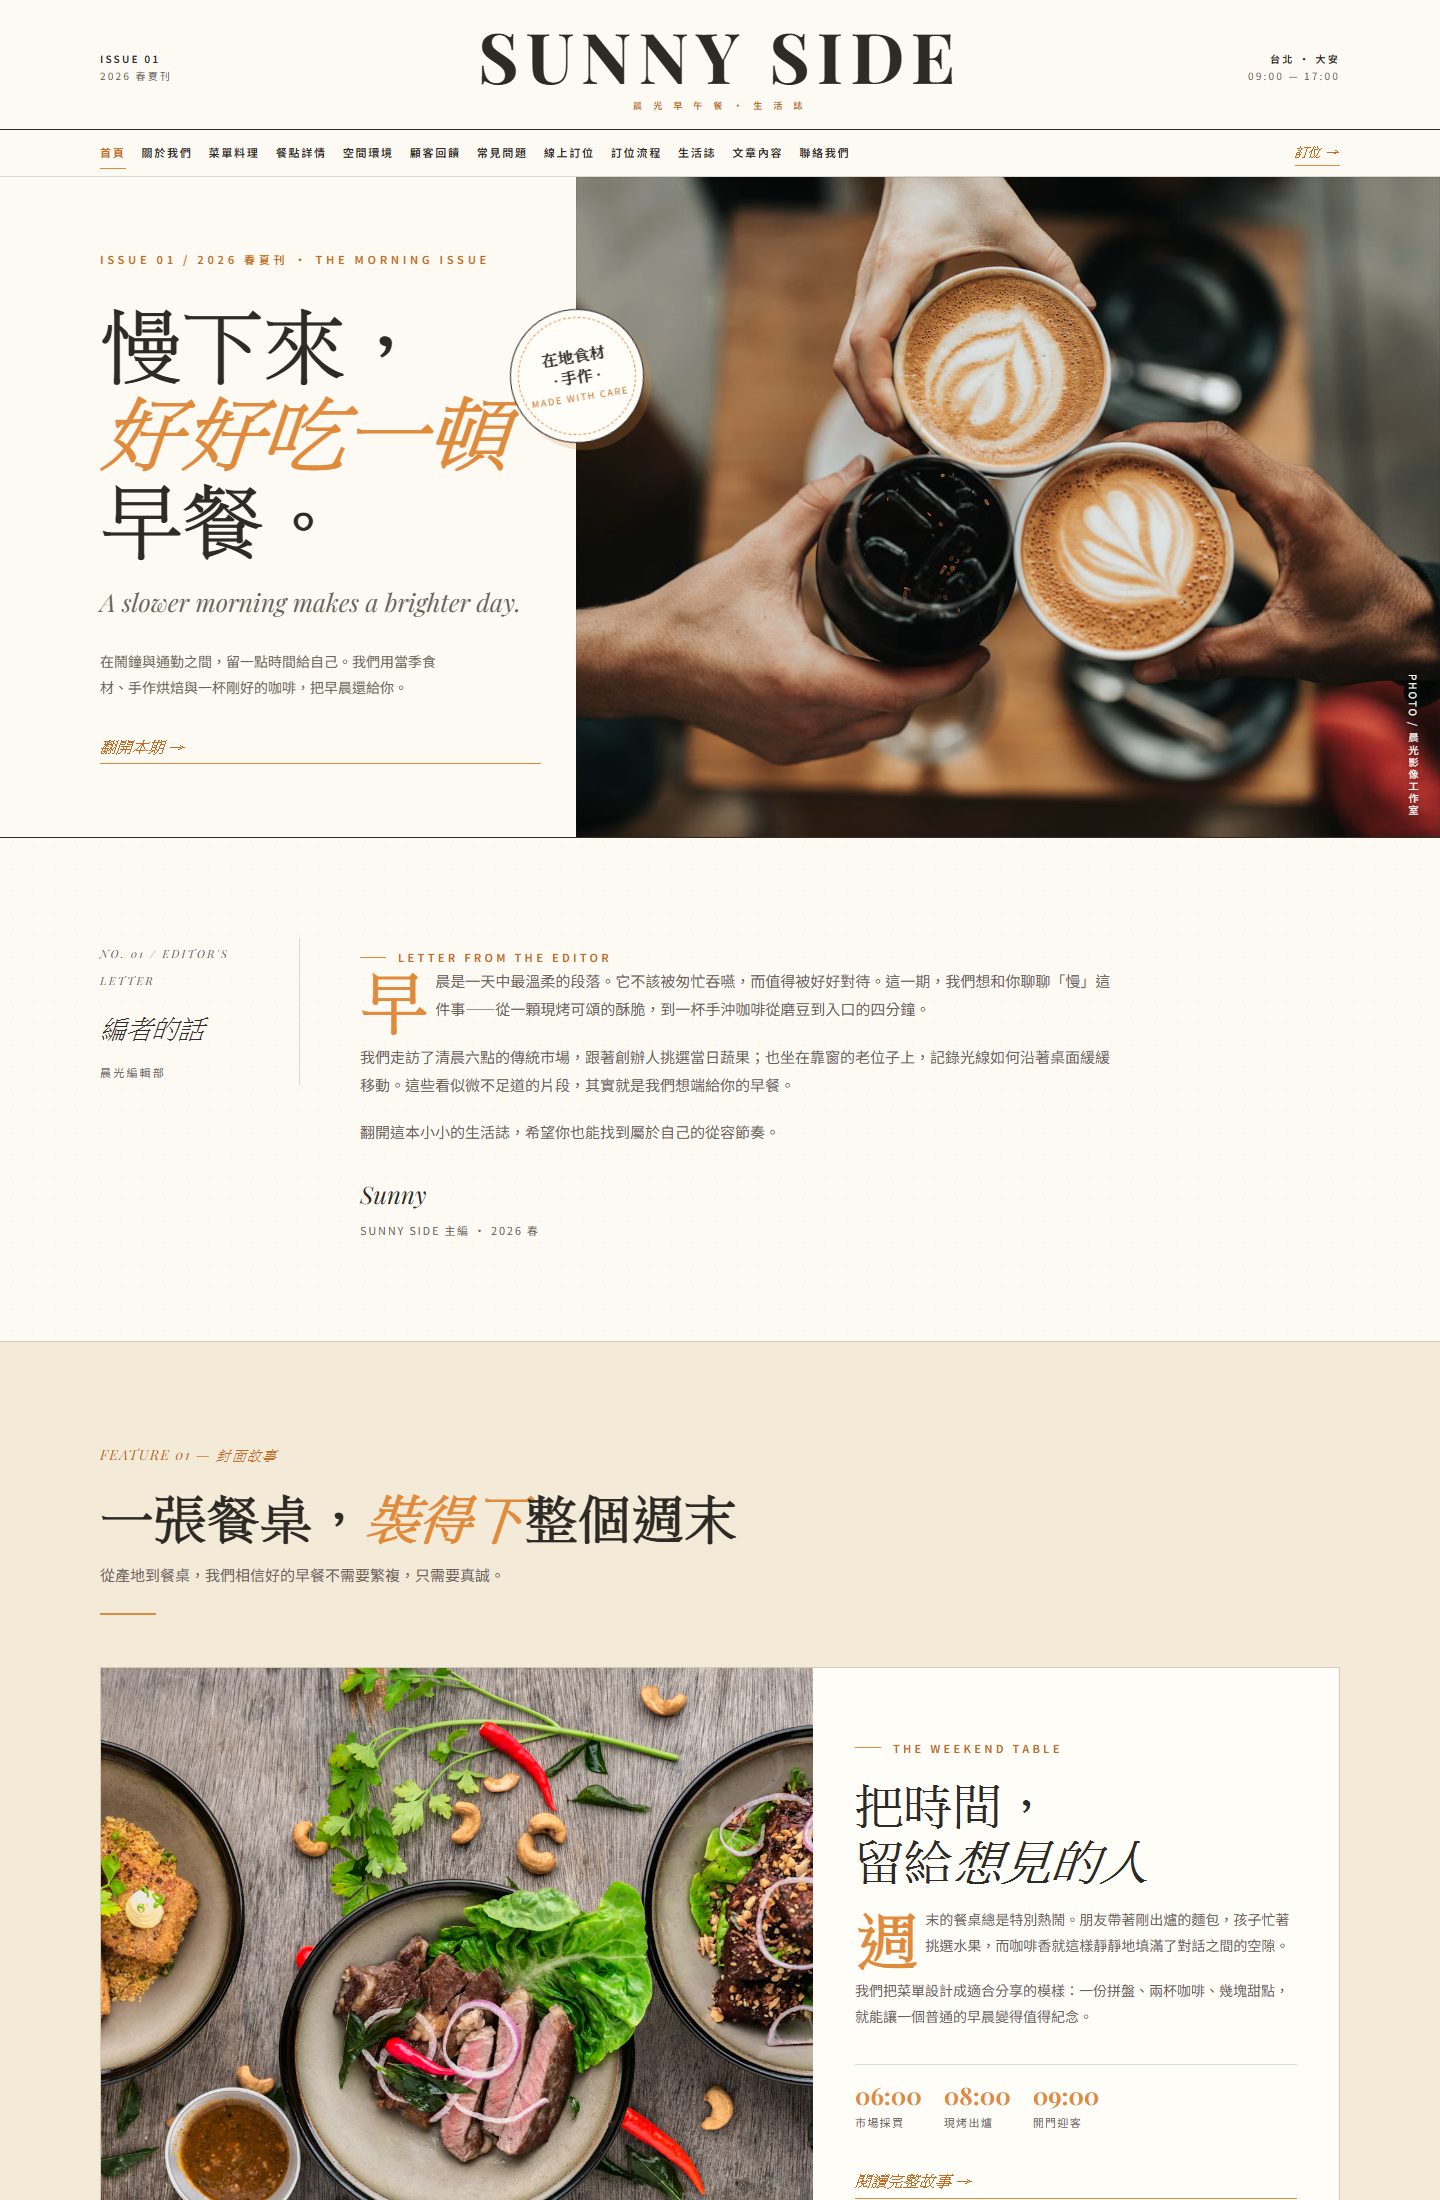 ISSUE 01
2026 春夏刊
SUNNY SIDE
晨光早午餐・生活誌
台北・大安
09:00 — 17:00
首頁 關於我們 菜單料理 餐點詳情 空間環境 顧客回饋 常見問題 線上訂位 訂位流程 生活誌 文章內容 聯絡我們
訂位 →
ISSUE 01 / 2026 春夏刊 ・ THE MORNING ISSUE
慢下來，
好好吃一頓
早餐。
在地食材
·手作·
MADE WITH CARE
A slower morning makes a brighter day.
在鬧鐘與通勤之間，留一點時間給自己。我們用當季食
材、手作烘焙與一杯剛好的咖啡，把早晨還給你。
翻開本期 →
PHOTO / 晨光影像工作室
NO. 01 / EDITOR'S
LETTER
編者的話
晨光編輯部
LETTER FROM THE EDITOR
早晨是一天中最溫柔的段落。它不該被匆忙吞嚥，而值得被好好對待。這一期，我們想和你聊聊「慢」這
件事——從一顆現烤可頌的酥脆，到一杯手沖咖啡從磨豆到入口的四分鐘。
我們走訪了清晨六點的傳統市場，跟著創辦人挑選當日蔬果；也坐在靠窗的老位子上，記錄光線如何沿著桌面緩緩
移動。這些看似微不足道的片段，其實就是我們想端給你的早餐。
翻開這本小小的生活誌，希望你也能找到屬於自己的從容節奏。
Sunny
SUNNY SIDE 主編 ・ 2026 春
FEATURE 01 — 封面故事
一張餐桌，裝得下整個週末
從產地到餐桌，我們相信好的早餐不需要繁複，只需要真誠。
THE WEEKEND TABLE
把時間，
留給想見的人
週末的餐桌總是特別熱鬧。朋友帶著剛出爐的麵包，孩子忙著
挑選水果，而咖啡香就這樣靜靜地填滿了對話之間的空隙。
我們把菜單設計成適合分享的模樣：一份拼盤、兩杯咖啡、幾塊甜點，
就能讓一個普通的早晨變得值得紀念。
06:00 08:00 09:00
市場採買 現烤出爐 開門迎客
閱讀完整故事 →